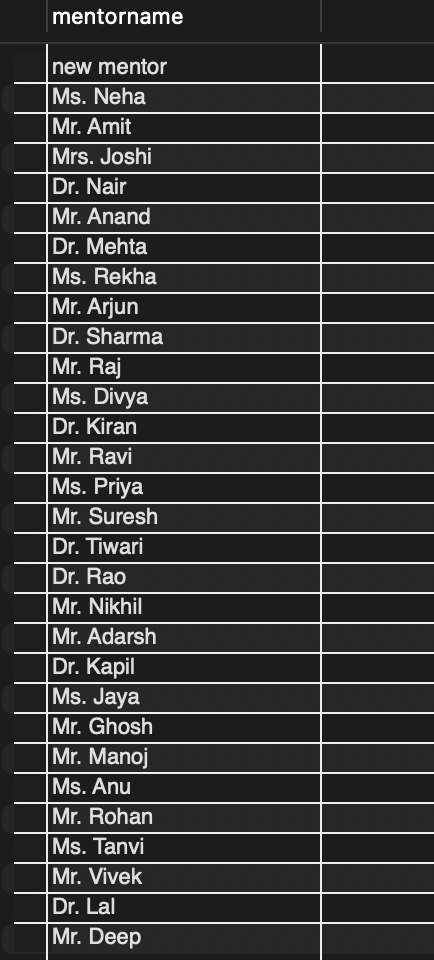 mentorname
new mentor
Ms. Neha
Mr. Amit
Mrs. Joshi
Dr. Nair
Mr. Anand
Dr. Mehta
Ms. Rekha
Mr. Arjun
Dr. Sharma
Mr. Raj
Ms. Divya
Dr. Kiran
Mr. Ravi
Ms. Priya
Mr. Suresh
Dr. Tiwari
Dr. Rao
Mr. Nikhil
Mr. Adarsh
Dr. Kapil
Ms. Jaya
Mr. Ghosh
Mr. Manoj
Ms. Anu
Mr. Rohan
Ms. Tanvi
Mr. Vivek
Dr. Lal
Mr. Deep